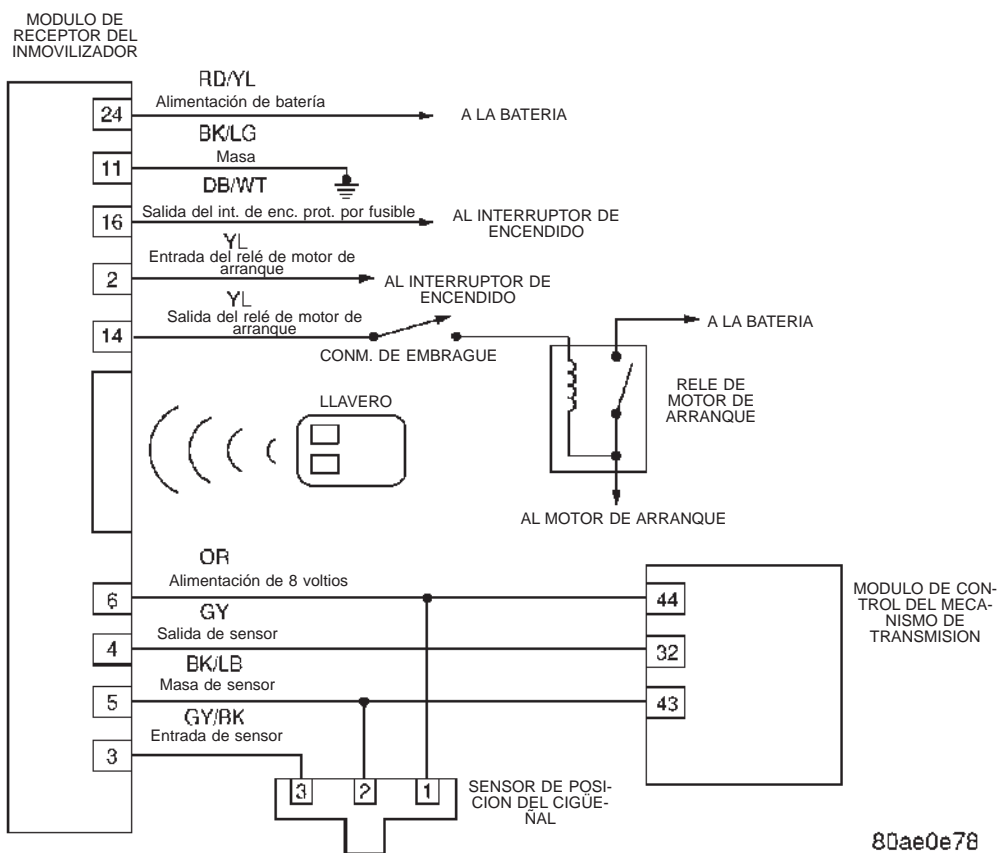 MODULO DE
RECEPTOR DEL
INMOVILIZADOR
RD/YL
24
Alimentación de batería
A LA BATERIA
BK/LG
11
Masa
DB/WT
16
Salida del int. de enc. prot. por fusible
AL INTERRUPTOR DE
ENCENDIDO
YL
2
Entrada del relé de motor de
arranque
AL INTERRUPTOR DE
ENCENDIDO
YL
14
Salida del relé de motor de
arranque
CONM. DE EMBRAGUE
A LA BATERIA
RELE DE
MOTOR DE
ARRANQUE
LLAVERO
AL MOTOR DE ARRANQUE
OR
6
Alimentación de 8 voltios
44
GY
4
Salida de sensor
32
BK/LB
5
Masa de sensor
43
GY/BK
3
Entrada de sensor
MODULO DE CON-
TROL DEL MECA-
NISMO DE
TRANSMISION
3
2
1
SENSOR DE POSI-
CION DEL CIGÜE-
ÑAL
80ae0e78